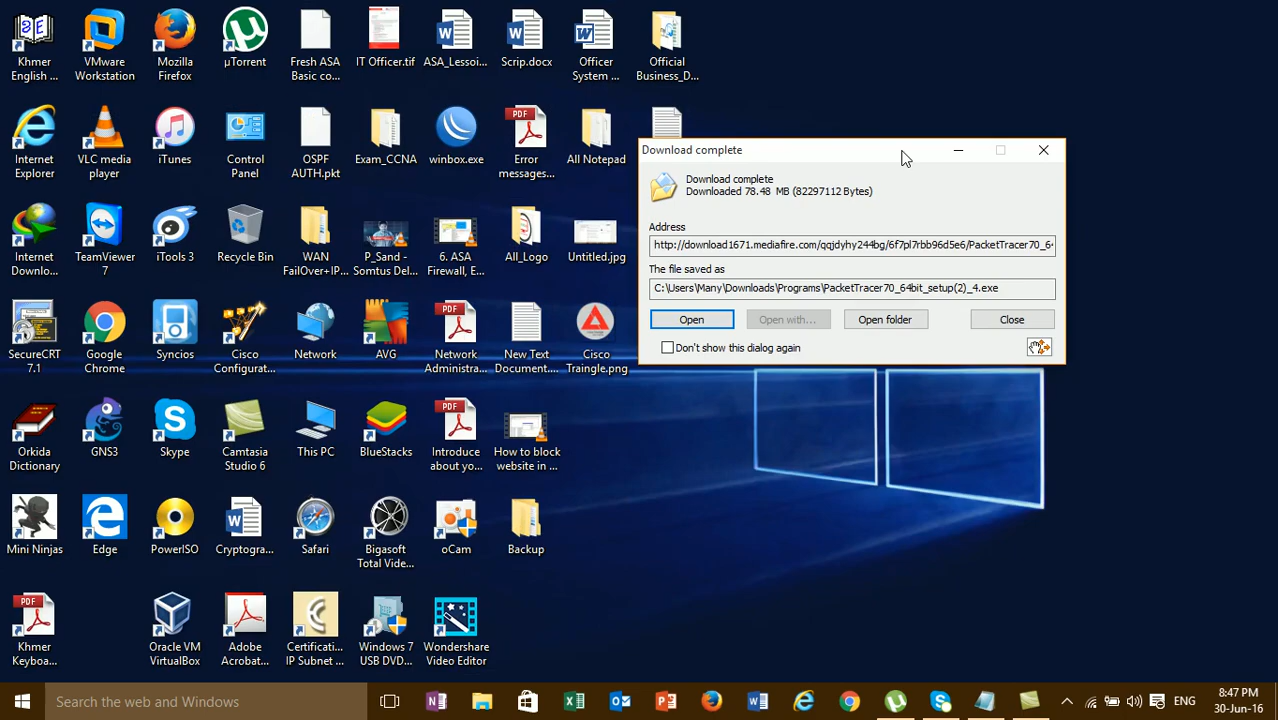 Khmer
English ...
VMware
Workstation
Mozilla
Firefox
µTorrent
Fresh ASA
Basic co...
IT Officer.tif
ASA_Lessoi...
Scrip.docx
Officer
System ...
Official
Business_D...
Internet
Explorer
VLC media
player
iTunes
Control
Panel
OSPF
AUTH.pkt
Exam_CCNA
winbox.exe
PDF
Error
messages...
All Notepad
Internet
Downlo...
TeamViewer
7
iTools 3
Recycle Bin
WAN
FailOver+IP...
P_Sand -
Somtus Del...
6. ASA
Firewall, E...
All_Logo
Untitled.jpg
SecureCRT
7.1
Google
Chrome
Syncios
Cisco
Configurat...
Network
AVG
PDF
Network
Administra...
New Text
Document....
Cisco
Traingle.png
Orkida
Dictionary
GNS3
Skype
Camtasia
Studio 6
This PC
BlueStacks
PDF
Introduce
about yo...
How to block
website in ...
Mini Ninjas
Edge
PowerISO
Cryptogra...
Safari
Bigasoft
Total Vide...
oCam
Backup
PDF
Khmer
Keyboa...
Oracle VM
VirtualBox
Adobe
Acrobat...
Certificati...
IP Subnet ...
Windows 7
USB DVD...
Wondershare
Video Editor
Download complete
Download complete
Downloaded 78.48 MB (82297112 Bytes)
Address
http://download1671.mediafire.com/qqjdyhy244bg/6f7pl7rbb96d5e6/PacketTracer70_64
The file saved as
C:\Users\Many\Downloads\Programs\PacketTracer70_64bit_setup(2)_4.exe
Open
Open with...
Open folder
Close
Don't show this dialog again
Search the web and Windows
ENG
8:47 PM
30-Jun-16